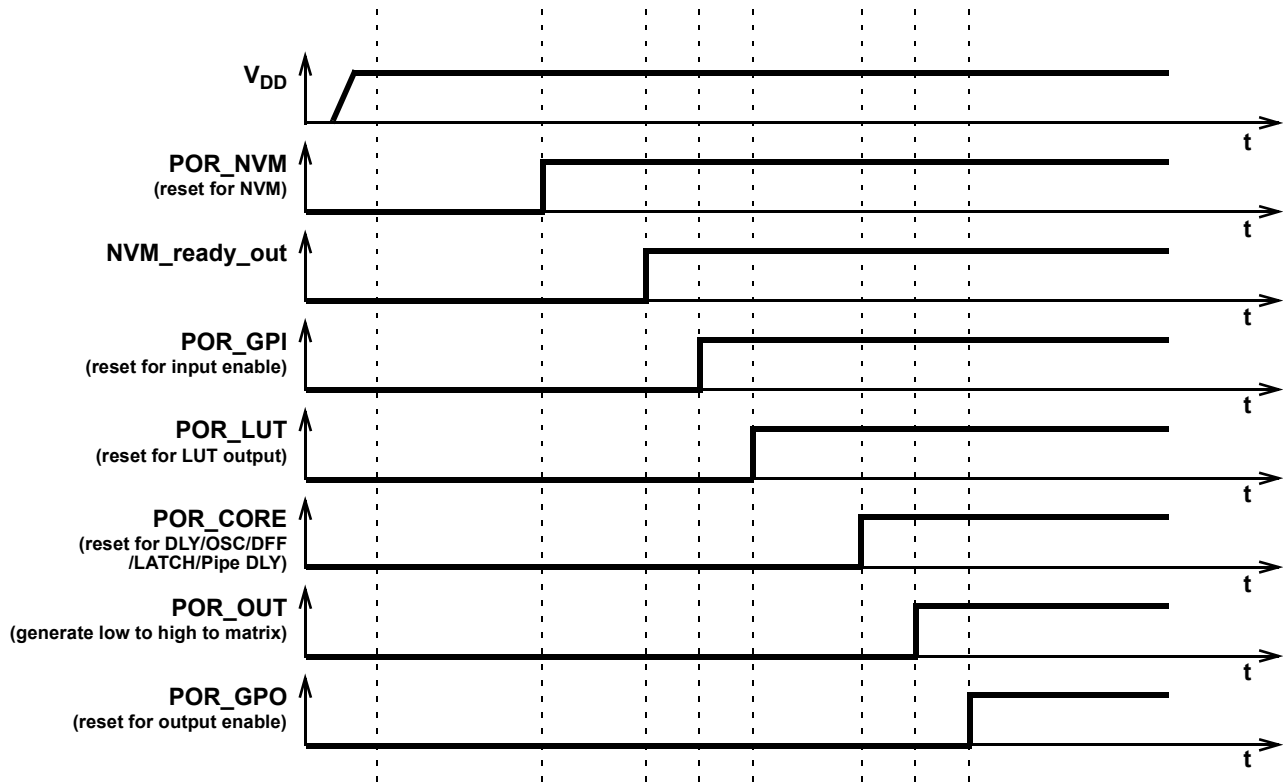 VDD
t
POR_NVM
(reset for NVM)
t
NVM_ready_out
t
POR_GPI
(reset for input enable)
t
POR_LUT
(reset for LUT output)
t
POR_CORE
(reset for DLY/OSC/DFF
/LATCH/Pipe DLY)
t
POR_OUT
(generate low to high to matrix)
t
POR_GPO
(reset for output enable)
t